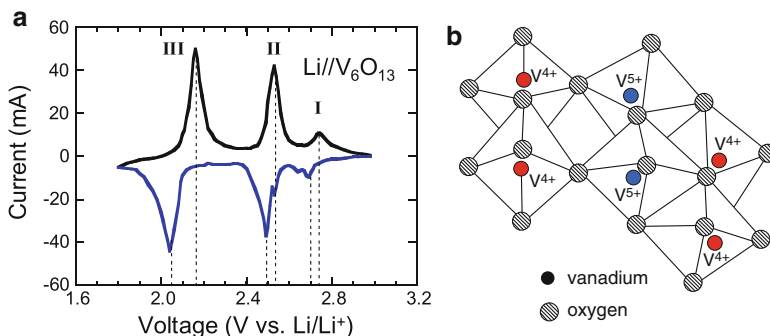 a
60
40
20
0
-20
-40
-60
Current (mA)
III
II
I
Li//V₆O₁₃
1.6
2.0
2.4
2.8
3.2
Voltage (V vs. Li/Li⁺)
b
V⁴⁺
V⁵⁺
V⁴⁺
V⁴⁺
V⁵⁺
V⁴⁺
vanadium
oxygen